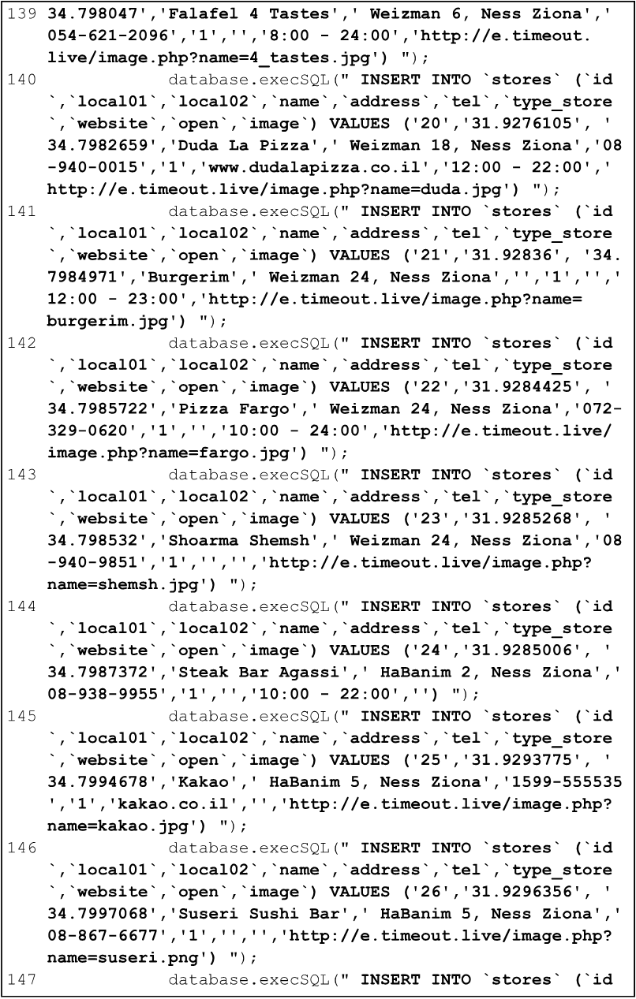 139 34.798047','Falafel 4 Tastes',' Weizman 6, Ness Ziona','
054-621-2096','1','','8:00 - 24:00','http://e.timeout.
live/image.php?name=4_tastes.jpg') ");
140 database.execSQL(" INSERT INTO `stores` (`id
`,`local01`,`local02`,`name`,`address`,`tel`,`type_store
`,`website`,`open`,`image`) VALUES ('20','31.9276105', '
34.7982659','Duda La Pizza',' Weizman 18, Ness Ziona','08
-940-0015','1','www.dudalapizza.co.il','12:00 - 22:00','
http://e.timeout.live/image.php?name=duda.jpg') ");
141 database.execSQL(" INSERT INTO `stores` (`id
`,`local01`,`local02`,`name`,`address`,`tel`,`type_store
`,`website`,`open`,`image`) VALUES ('21','31.92836', '34.
7984971','Burgerim',' Weizman 24, Ness Ziona','','1','','
12:00 - 23:00','http://e.timeout.live/image.php?name=
burgerim.jpg') ");
142 database.execSQL(" INSERT INTO `stores` (`id
`,`local01`,`local02`,`name`,`address`,`tel`,`type_store
`,`website`,`open`,`image`) VALUES ('22','31.9284425', '
34.7985722','Pizza Fargo',' Weizman 24, Ness Ziona','072-
329-0620','1','','10:00 - 24:00','http://e.timeout.live/
image.php?name=fargo.jpg') ");
143 database.execSQL(" INSERT INTO `stores` (`id
`,`local01`,`local02`,`name`,`address`,`tel`,`type_store
`,`website`,`open`,`image`) VALUES ('23','31.9285268', '
34.798532','Shoarma Shemsh',' Weizman 24, Ness Ziona','08
-940-9851','1','','','http://e.timeout.live/image.php?
name=shemsh.jpg') ");
144 database.execSQL(" INSERT INTO `stores` (`id
`,`local01`,`local02`,`name`,`address`,`tel`,`type_store
`,`website`,`open`,`image`) VALUES ('24','31.9285006', '
34.7987372','Steak Bar Agassi',' HaBanim 2, Ness Ziona','
08-938-9955','1','','10:00 - 22:00','') ");
145 database.execSQL(" INSERT INTO `stores` (`id
`,`local01`,`local02`,`name`,`address`,`tel`,`type_store
`,`website`,`open`,`image`) VALUES ('25','31.9293775', '
34.7994678','Kakao',' HaBanim 5, Ness Ziona','1599-555535
','1','kakao.co.il','','http://e.timeout.live/image.php?
name=kakao.jpg') ");
146 database.execSQL(" INSERT INTO `stores` (`id
`,`local01`,`local02`,`name`,`address`,`tel`,`type_store
`,`website`,`open`,`image`) VALUES ('26','31.9296356', '
34.7997068','Suseri Sushi Bar',' HaBanim 5, Ness Ziona','
08-867-6677','1','','','http://e.timeout.live/image.php?
name=suseri.png') ");
147 database.execSQL(" INSERT INTO `stores` (`id